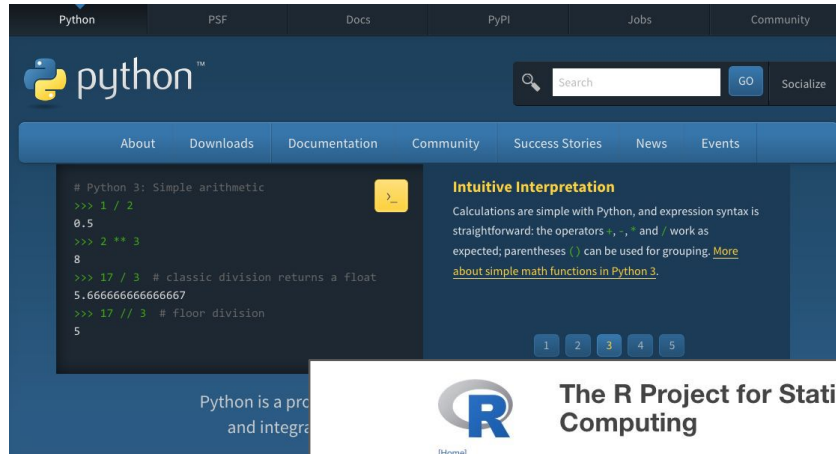 Python PSF Docs PyPI Jobs Community
python™
Search GO Socialize
About Downloads Documentation Community Success Stories News Events
# Python 3: Simple arithmetic
>>> 1 / 2
0.5
>>> 2 ** 3
8
>>> 17 / 3 # classic division returns a float
5.666666666666667
>>> 17 // 3 # floor division
5
>_
Intuitive Interpretation
Calculations are simple with Python, and expression syntax is
straightforward: the operators +, -, * and / work as
expected; parentheses () can be used for grouping. More
about simple math functions in Python 3.
1 2 3 4 5
Python is a pro
and integra
R
The R Project for Stati
Computing
[Home]